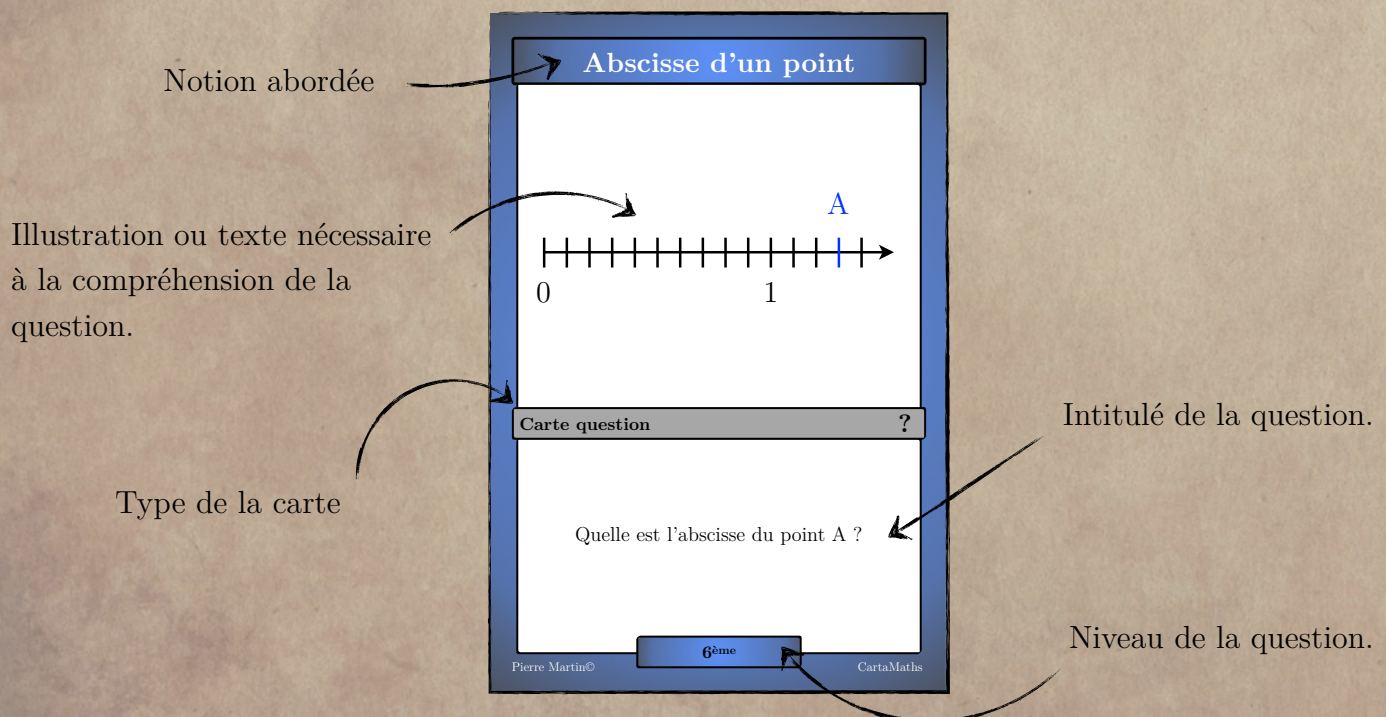 Abscisse d'un point
Notion abordée
A
Illustration ou texte nécessaire
à la compréhension de la
question.
0 1
Carte question ?
Intitulé de la question.
Type de la carte
Quelle est l'abscisse du point A ?
Niveau de la question.
6ème
Pierre Martin© CartaMaths